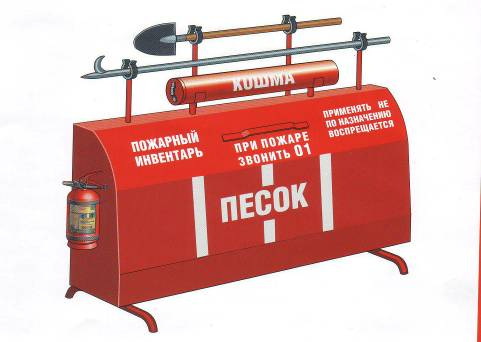 КОШМА
ПОЖАРНЫЙ
ИНВЕНТАРЬ
ПРИ ПОЖАРЕ
ЗВОНИТЬ 01
ПРИМЕНЯТЬ НЕ
ПО НАЗНАЧЕНИЮ
ВОСПРЕЩАЕТСЯ
ПЕСОК